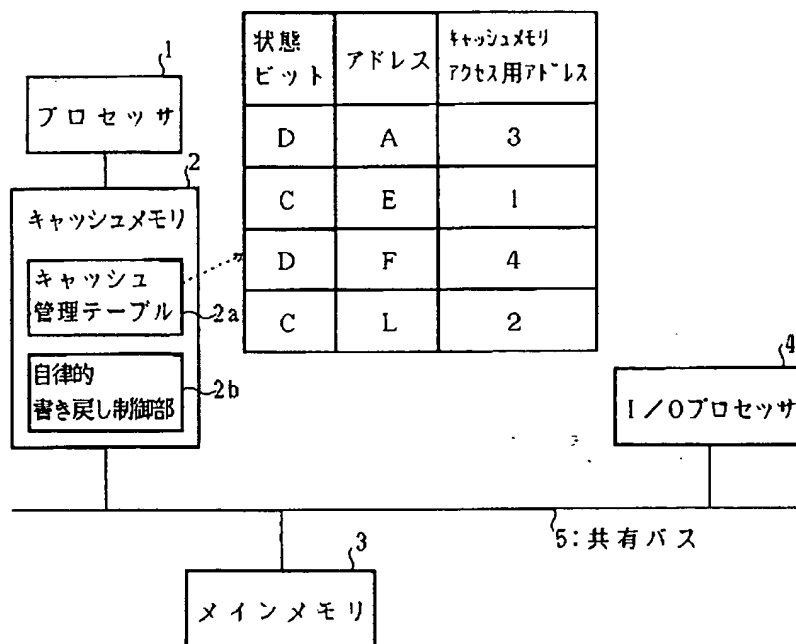 1
プロセッサ
2
キャッシュメモリ
キャッシュ
管理テーブル
2a
自律的
書き戻し制御部
2b
状態
ビット
アドレス
キャッシュメモリ
アクセス用アドレス
D A 3
C E 1
D F 4
C L 2
4
I/Oプロセッサ
5:共有バス
3
メインメモリ